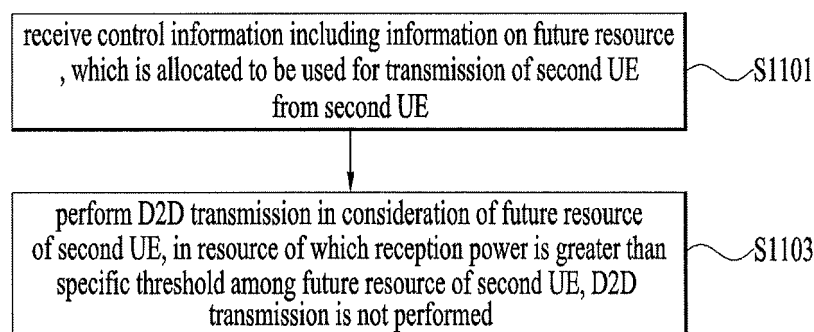 receive control information including information on future resource
, which is allocated to be used for transmission of second UE
from second UE
S1101
perform D2D transmission in consideration of future resource
of second UE, in resource of which reception power is greater than
specific threshold among future resource of second UE, D2D
transmission is not performed
S1103